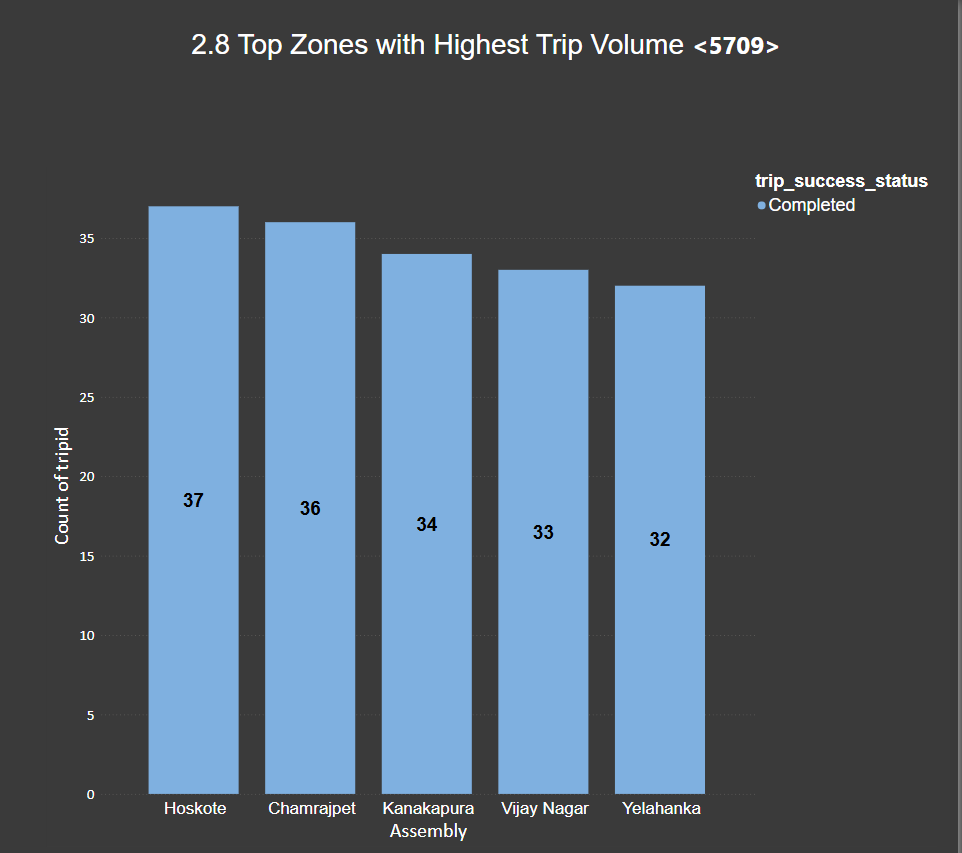 2.8 Top Zones with Highest Trip Volume <5709>
trip_success_status
Completed
Count of tripid
35
30
25
20
15
10
5
0
37
36
34
33
32
Hoskote
Chamrajpet
Kanakapura
Vijay Nagar
Yelahanka
Assembly